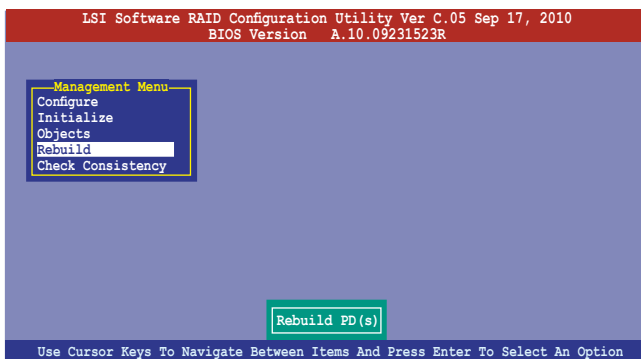 LSI Software RAID Configuration Utility Ver C.05 Sep 17, 2010
BIOS Version A.10.09231523R
Management Menu
Configure
Initialize
Objects
Rebuild
Check Consistency
Rebuild PD(s)
Use Cursor Keys To Navigate Between Items And Press Enter To Select An Option